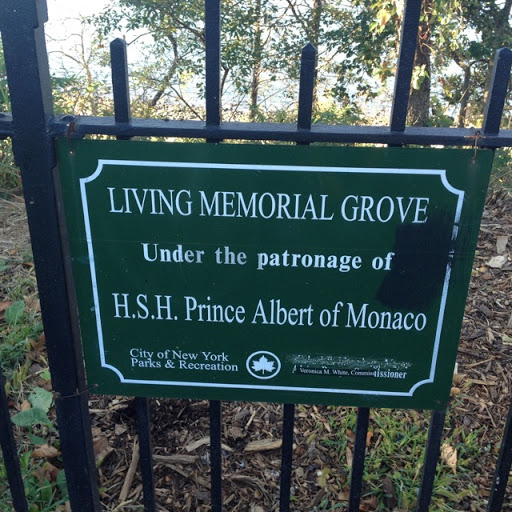 LIVING MEMORIAL GROVE
Under the patronage of
H.S.H. Prince Albert of Monaco
City of New York
Parks & Recreation
Veronica M. White, Commissioner